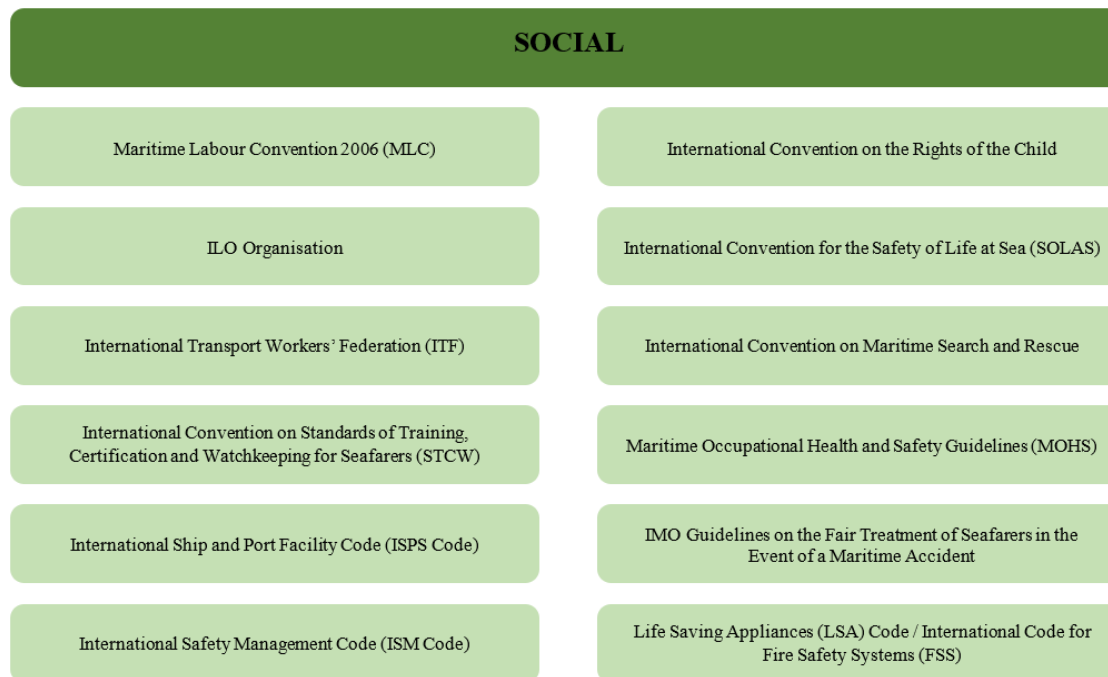 SOCIAL
Maritime Labour Convention 2006 (MLC)
International Convention on the Rights of the Child
ILO Organisation
International Convention for the Safety of Life at Sea (SOLAS)
International Transport Workers’ Federation (ITF)
International Convention on Maritime Search and Rescue
International Convention on Standards of Training,
Certification and Watchkeeping for Seafarers (STCW)
Maritime Occupational Health and Safety Guidelines (MOHS)
International Ship and Port Facility Code (ISPS Code)
IMO Guidelines on the Fair Treatment of Seafarers in the
Event of a Maritime Accident
International Safety Management Code (ISM Code)
Life Saving Appliances (LSA) Code / International Code for
Fire Safety Systems (FSS)